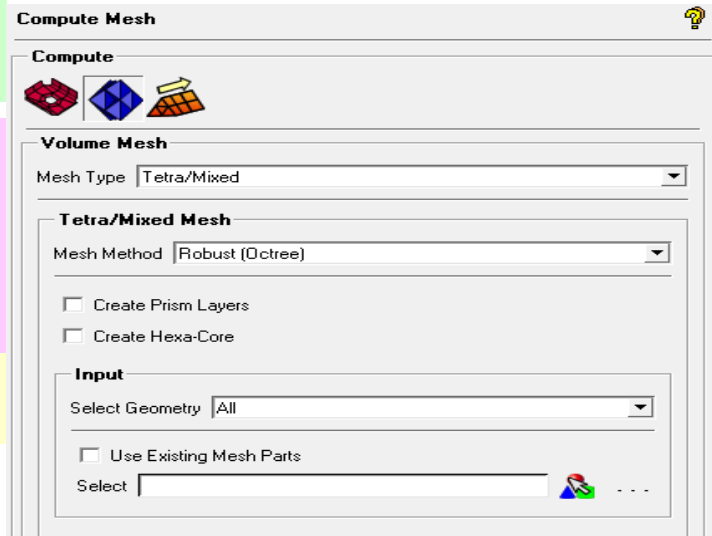 Compute Mesh
Compute
Volume Mesh
Mesh Type Tetra/Mixed
Tetra/Mixed Mesh
Mesh Method Robust (Octree)
Create Prism Layers
Create Hexa-Core
Input
Select Geometry All
Use Existing Mesh Parts
Select ...